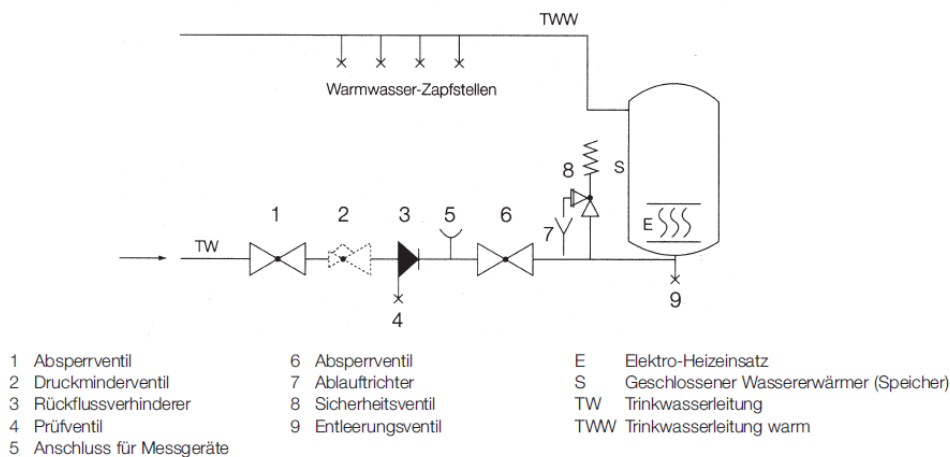 TWW
Warmwasser-Zapfstellen
8
S
1 2 3 5 6
7
E
TW
4
9
1 Absperrventil
2 Druckminderventil
3 Rückflussverhinderer
4 Prüfventil
5 Anschluss für Messgeräte
6 Absperrventil
7 Ablauftrichter
8 Sicherheitsventil
9 Entleerungsventil
E Elektro-Heizeinsatz
S Geschlossener Wassererwärmer (Speicher)
TW Trinkwasserleitung
TWW Trinkwasserleitung warm